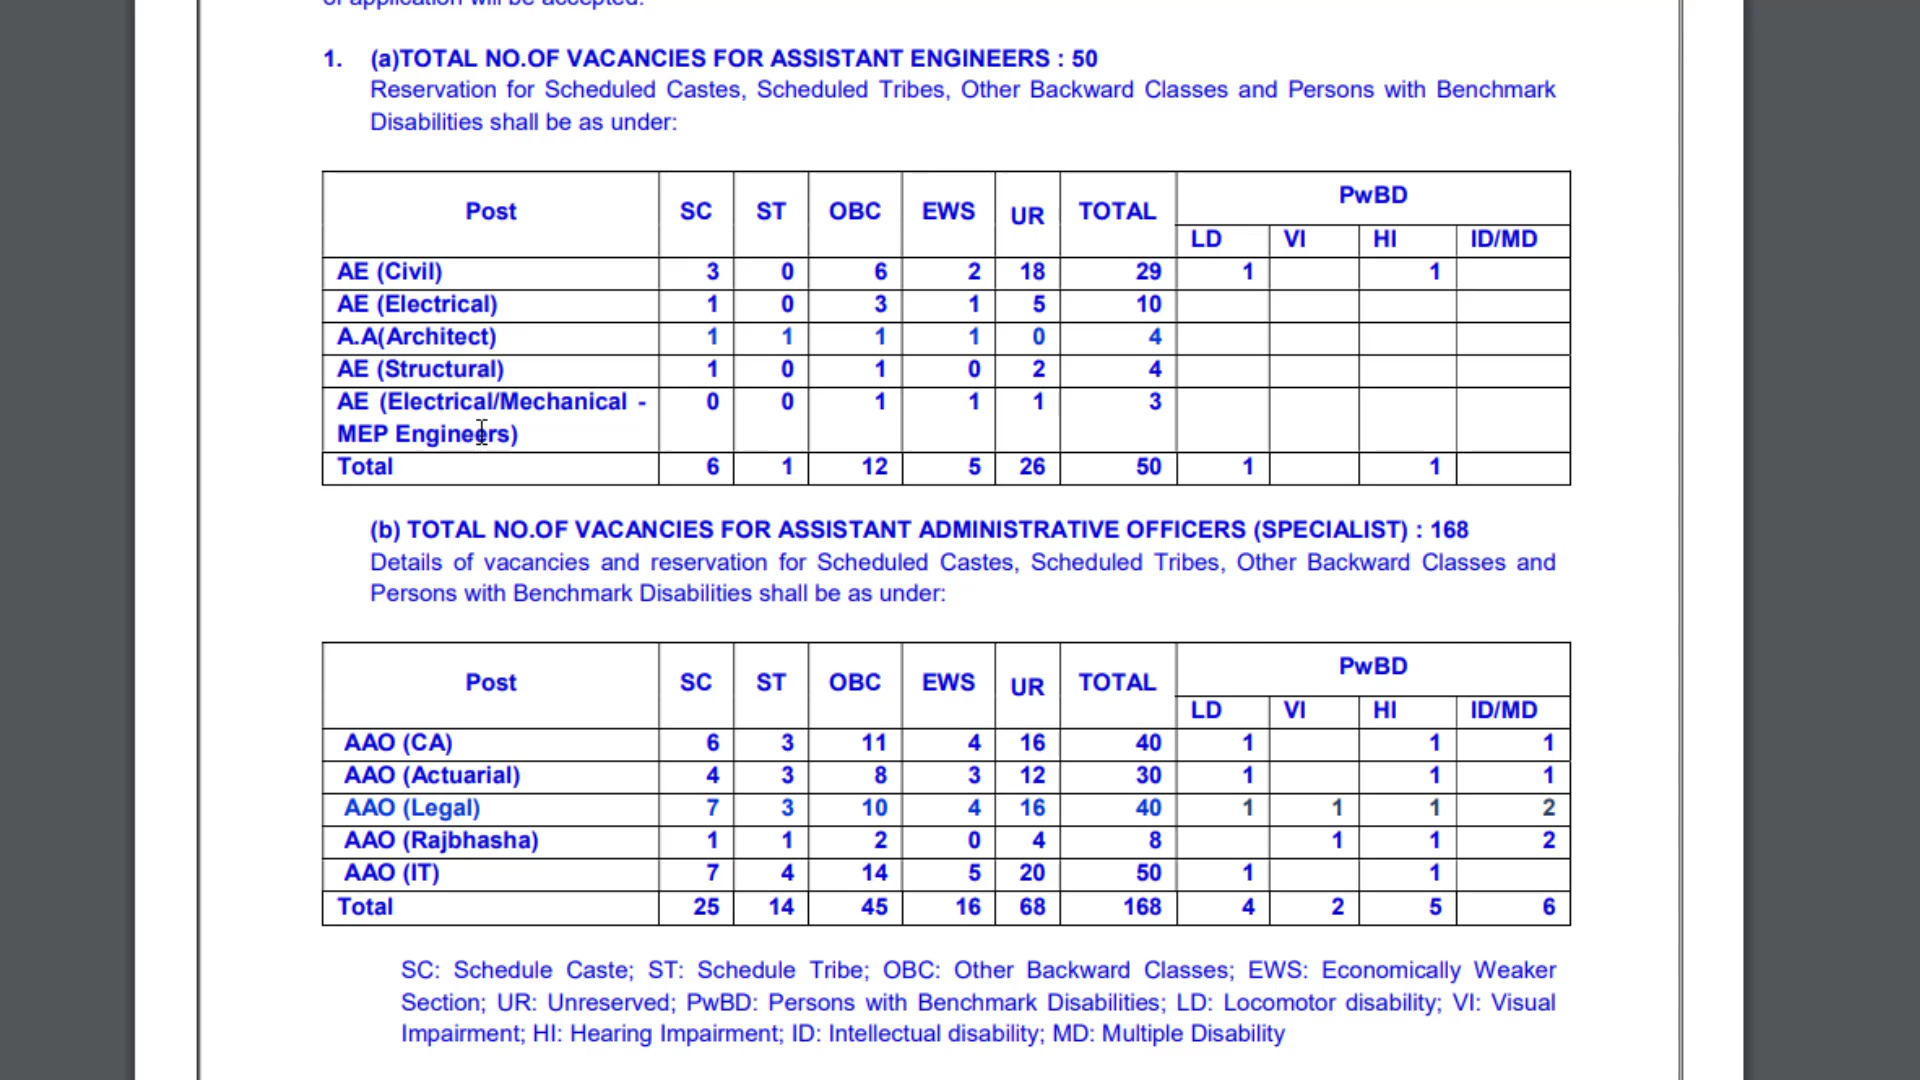 of application will be accepted.
1. (a)TOTAL NO.OF VACANCIES FOR ASSISTANT ENGINEERS : 50
Reservation for Scheduled Castes, Scheduled Tribes, Other Backward Classes and Persons with Benchmark
Disabilities shall be as under:
Post SC ST OBC EWS UR TOTAL PwBD
LD VI HI ID/MD
AE (Civil) 3 0 6 2 18 29 1 1
AE (Electrical) 1 0 3 1 5 10
A.A(Architect) 1 1 1 1 0 4
AE (Structural) 1 0 1 0 2 4
AE (Electrical/Mechanical - 0 0 1 1 1 3
MEP Engineers)
Total 6 1 12 5 26 50 1 1
(b) TOTAL NO.OF VACANCIES FOR ASSISTANT ADMINISTRATIVE OFFICERS (SPECIALIST) : 168
Details of vacancies and reservation for Scheduled Castes, Scheduled Tribes, Other Backward Classes and
Persons with Benchmark Disabilities shall be as under:
Post SC ST OBC EWS UR TOTAL PwBD
LD VI HI ID/MD
AAO (CA) 6 3 11 4 16 40 1 1 1
AAO (Actuarial) 4 3 8 3 12 30 1 1 1
AAO (Legal) 7 3 10 4 16 40 1 1 1 2
AAO (Rajbhasha) 1 1 2 0 4 8 1 1 2
AAO (IT) 7 4 14 5 20 50 1 1
Total 25 14 45 16 68 168 4 2 5 6
SC: Schedule Caste; ST: Schedule Tribe; OBC: Other Backward Classes; EWS: Economically Weaker
Section; UR: Unreserved; PwBD: Persons with Benchmark Disabilities; LD: Locomotor disability; VI: Visual
Impairment; HI: Hearing Impairment; ID: Intellectual disability; MD: Multiple Disability